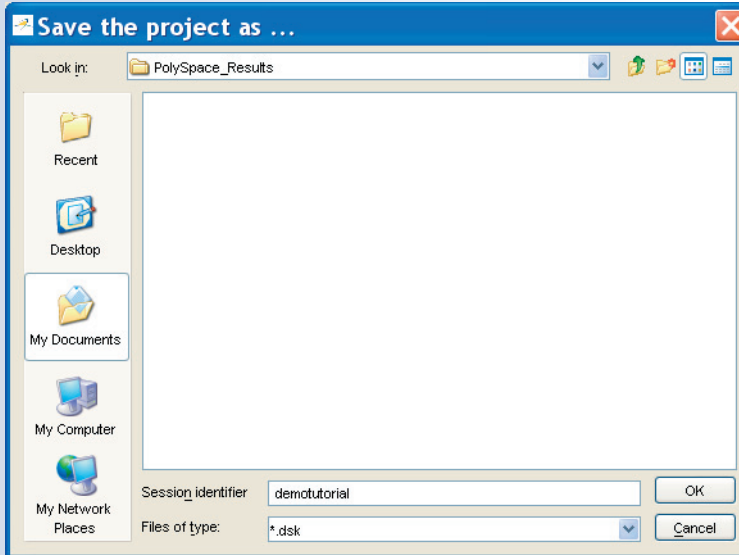 Save the project as ...
Look in:
PolySpace_Results
Recent
Desktop
My Documents
My Computer
My Network
Places
Session identifier
demotutorial
OK
Files of type:
*.dsk
Cancel